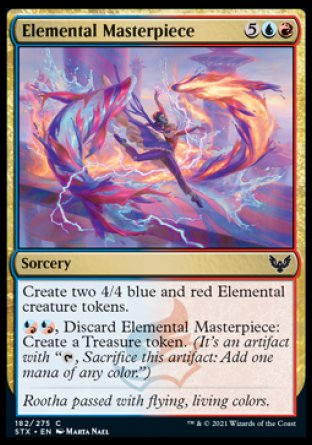 Elemental Masterpiece 5
Sorcery
Create two 4/4 blue and red Elemental
creature tokens.
, Discard Elemental Masterpiece:
Create a Treasure token. (It's an artifact
with “, Sacrifice this artifact: Add one
mana of any color.”)
Rootha passed with flying, living colors.
182/275 C
STX • EN Marta Nael
™ & © 2021 Wizards of the Coast